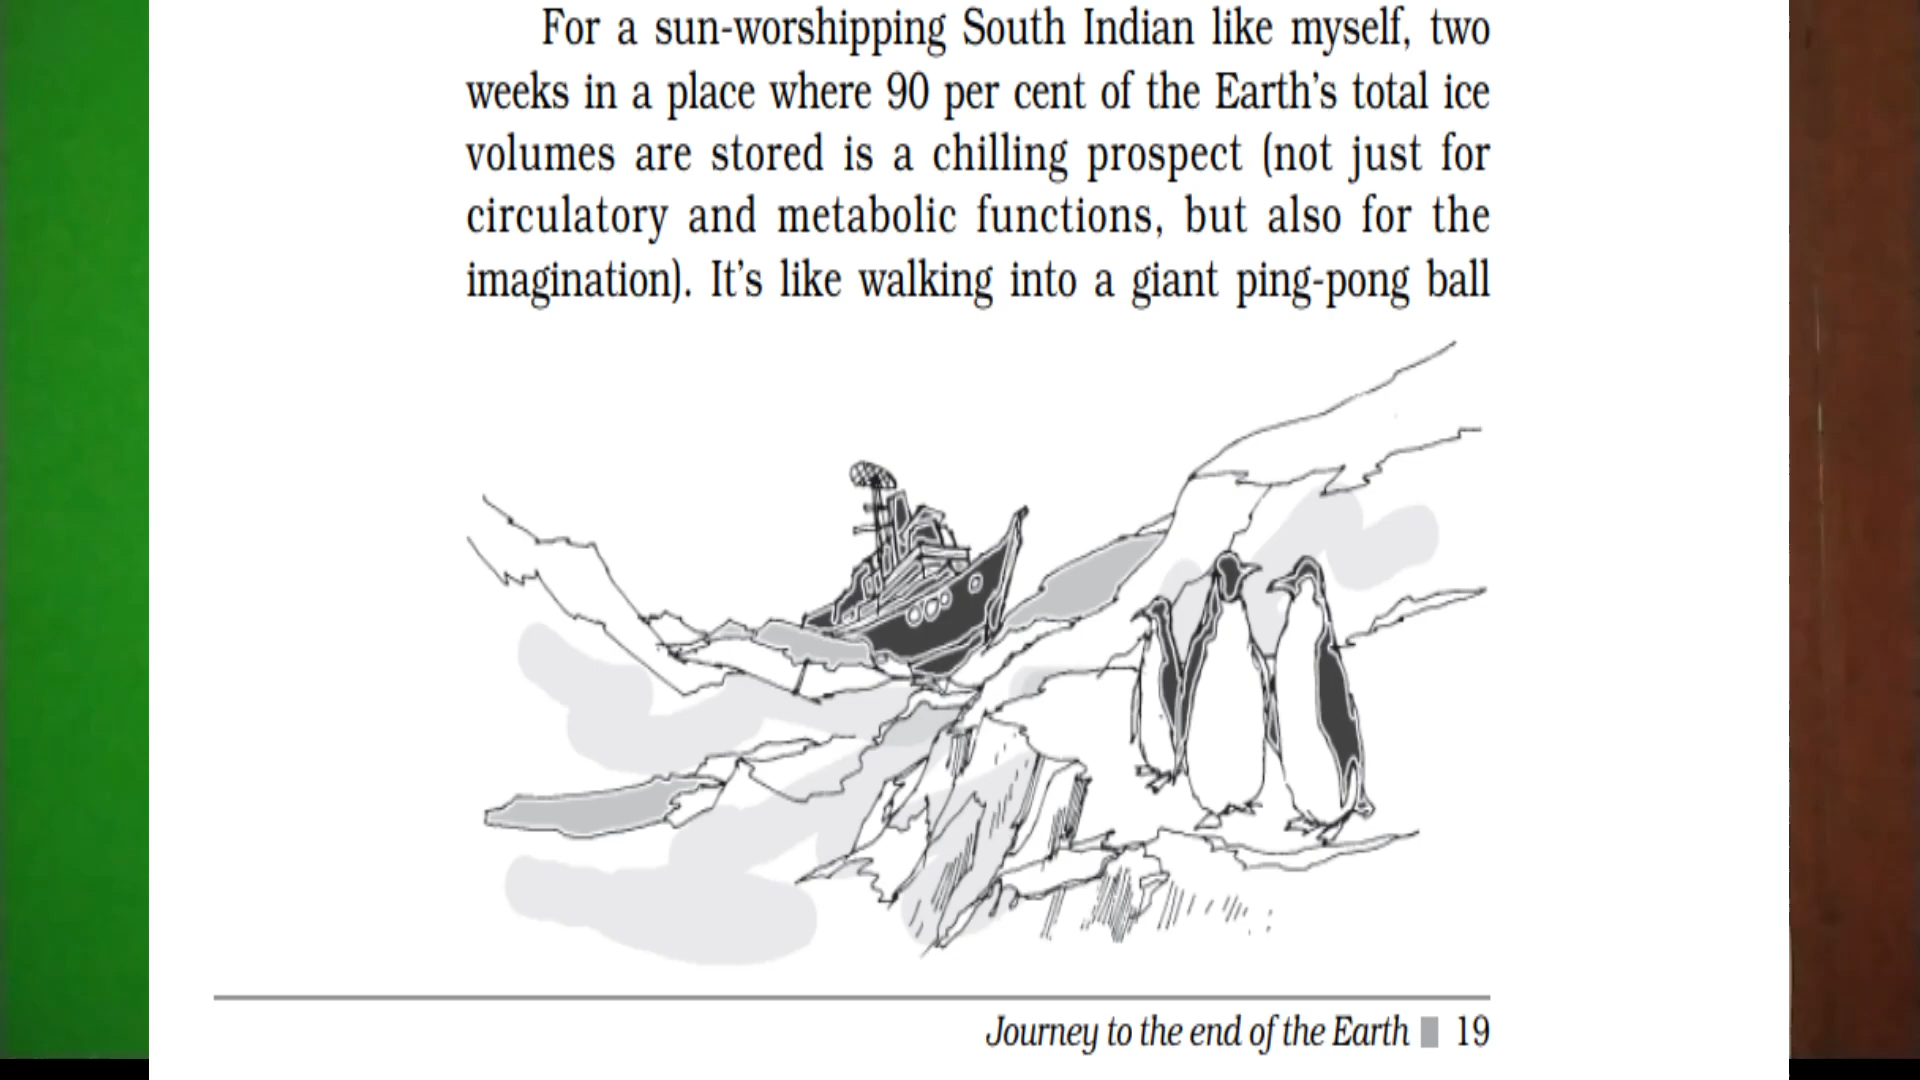 For a sun-worshipping South Indian like myself, two
weeks in a place where 90 per cent of the Earth’s total ice
volumes are stored is a chilling prospect (not just for
circulatory and metabolic functions, but also for the
imagination). It’s like walking into a giant ping-pong ball
Journey to the end of the Earth 19